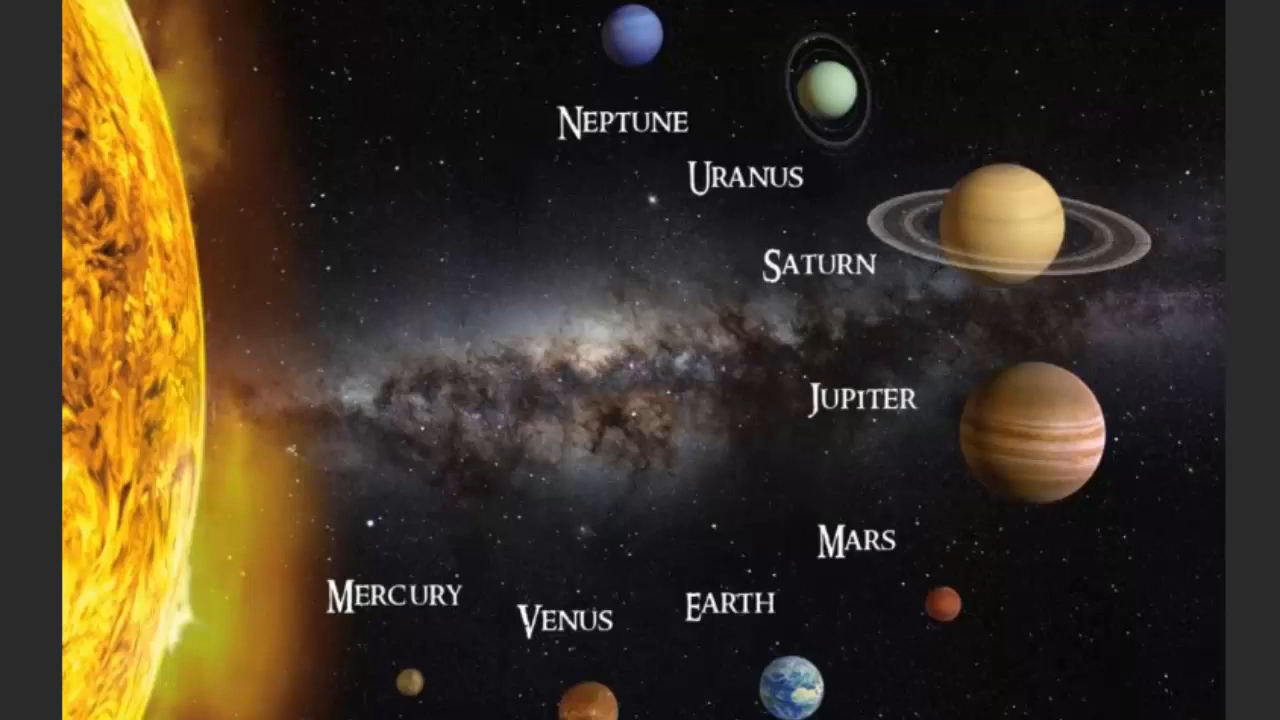 Neptune
Uranus
Saturn
Jupiter
Mars
Mercury
Venus
Earth